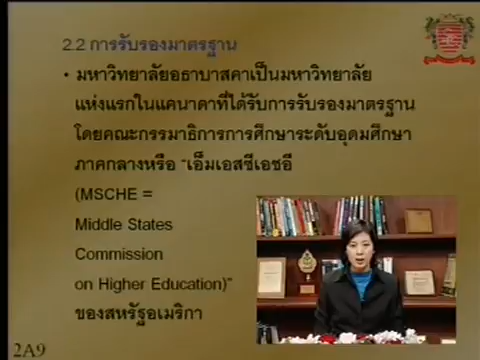 2.2 การรับรองมาตรฐาน
• มหาวิทยาลัยอธาบาสคาเป็นมหาวิทยาลัย
แห่งแรกในแคนาดาที่ได้รับการรับรองมาตรฐาน
โดยคณะกรรมาธิการการศึกษาระดับอุดมศึกษา
ภาคกลางหรือ "เอ็มเอสซีเอชอี
(MSCHE =
Middle States
Commission
on Higher Education)"
ของสหรัฐอเมริกา
2A9